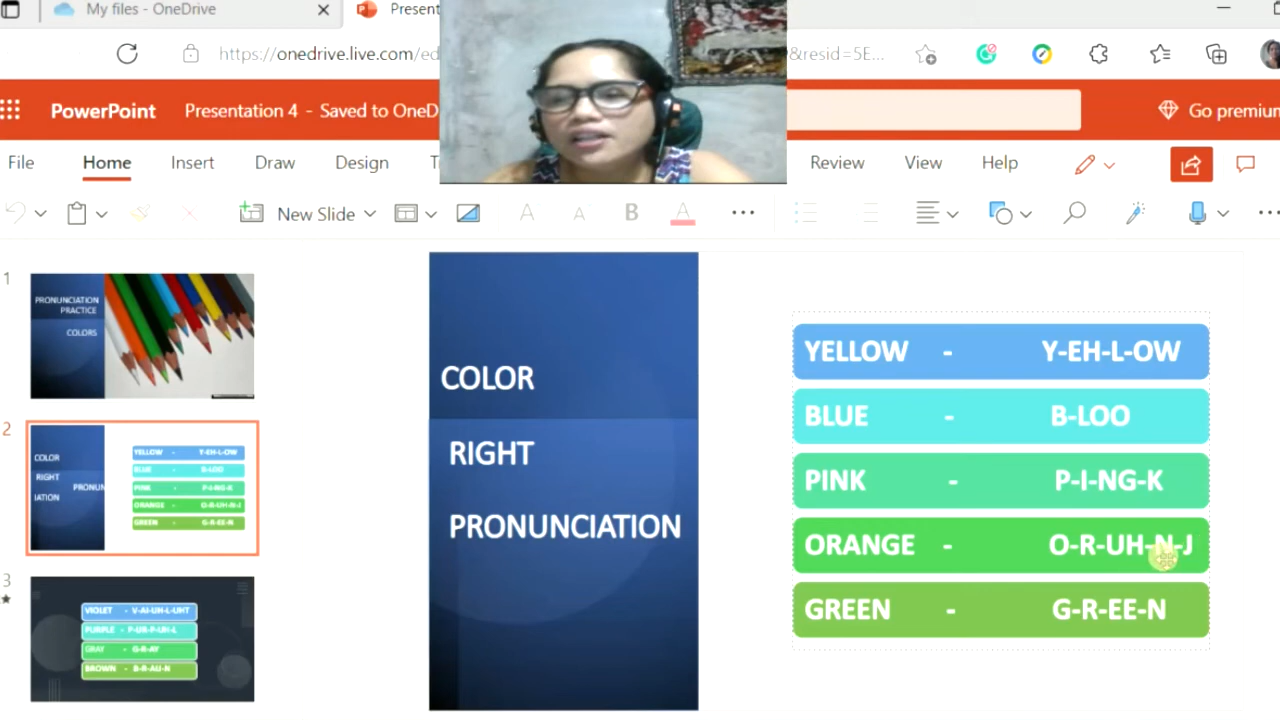 My files - OneDrive
Present
https://onedrive.live.com/ed
&resid=5E...
PowerPoint
Presentation 4 - Saved to OneD
Go premium
File
Home
Insert
Draw
Design
T
Review
View
Help
New Slide
1
PRONUNCIATION
PRACTICE
COLORS
2
COLOR
RIGHT
PRONUN
IATION
YELLOW - Y-EH-L-OW
BLUE - B-LOO
PINK - P-I-NG-K
ORANGE - O-R-UH-N-J
GREEN - G-R-EE-N
3
VIOLET - V-AI-UH-L-UHT
PURPLE - P-UR-P-UH-L
GRAY - G-R-AY
BROWN - B-R-AU-N
COLOR
RIGHT
PRONUNCIATION
YELLOW - Y-EH-L-OW
BLUE - B-LOO
PINK - P-I-NG-K
ORANGE - O-R-UH-N-J
GREEN - G-R-EE-N